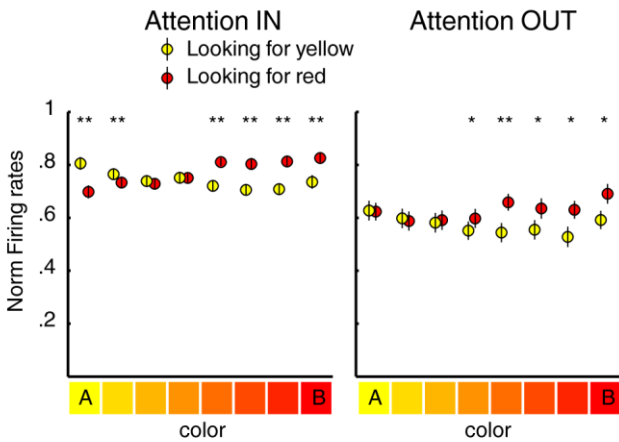 Attention IN
Attention OUT
Looking for yellow
Looking for red
Norm Firing rates
1
.8
.6
.4
.2
** ** ** ** ** **
* ** * * *
A B
A B
color
color